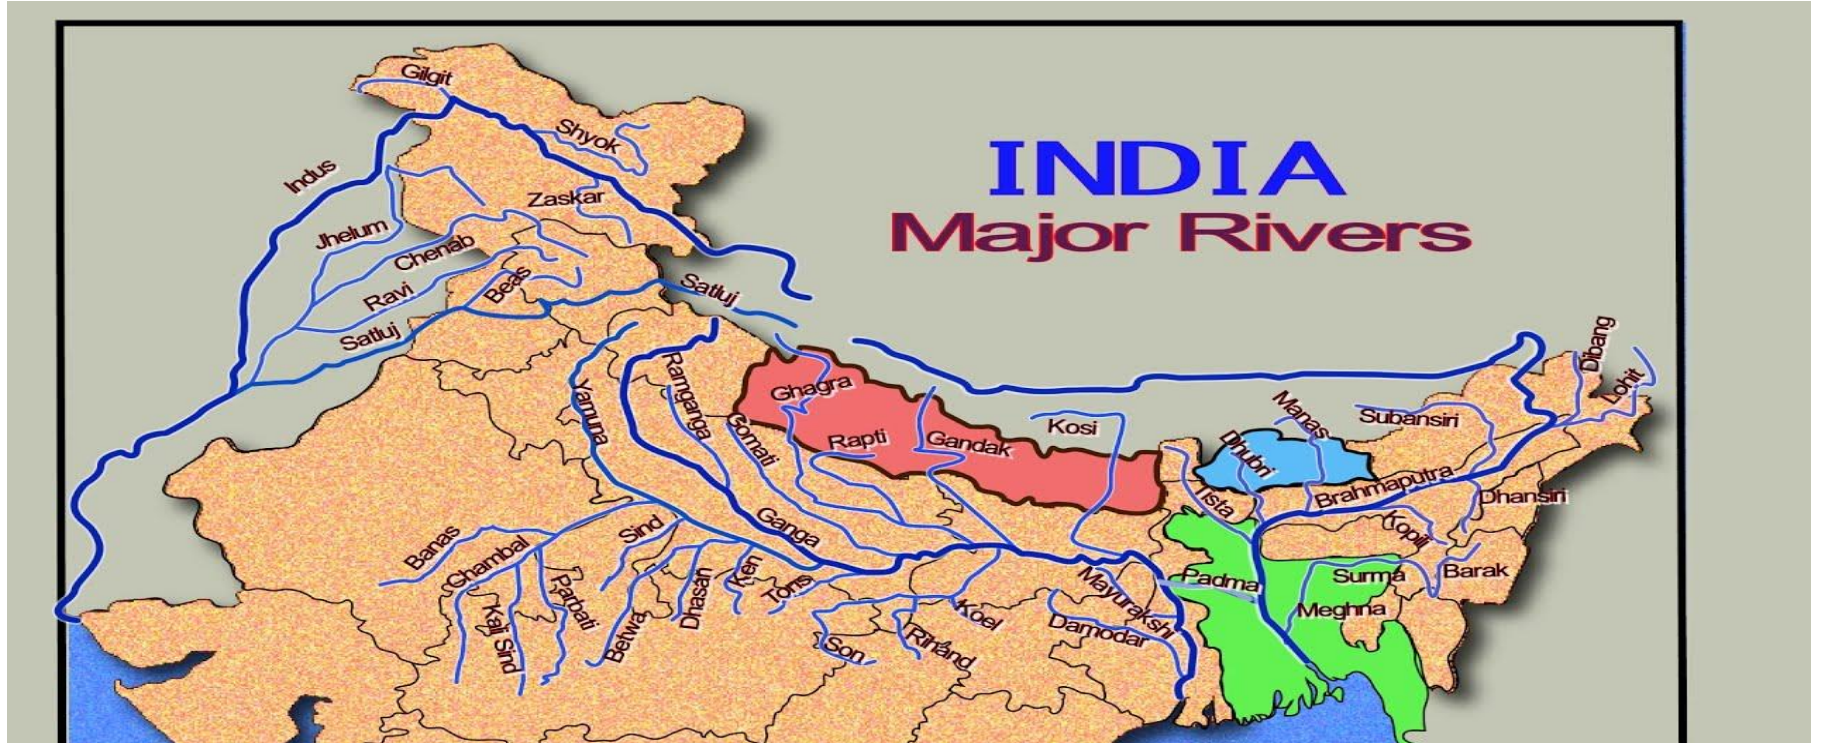 INDIA
Major Rivers
Gilgit
Shyok
Indus
Zaskar
Jhelum
Chenab
Ravi
Beas
Satluj
Satluj
Yamuna
Ramganga
Gomati
Ghagra
Rapti
Gandak
Kosi
Tista
Dhubri
Manas
Subansiri
Dibang
Lohit
Brahmaputra
Dhansiri
Kopili
Barak
Surma
Meghna
Padma
Ganga
Banas
Chambal
Sind
Kali Sind
Parbati
Betwa
Dhasan
Ken
Tons
Son
Rihand
Koel
Damodar
Mayurakshi